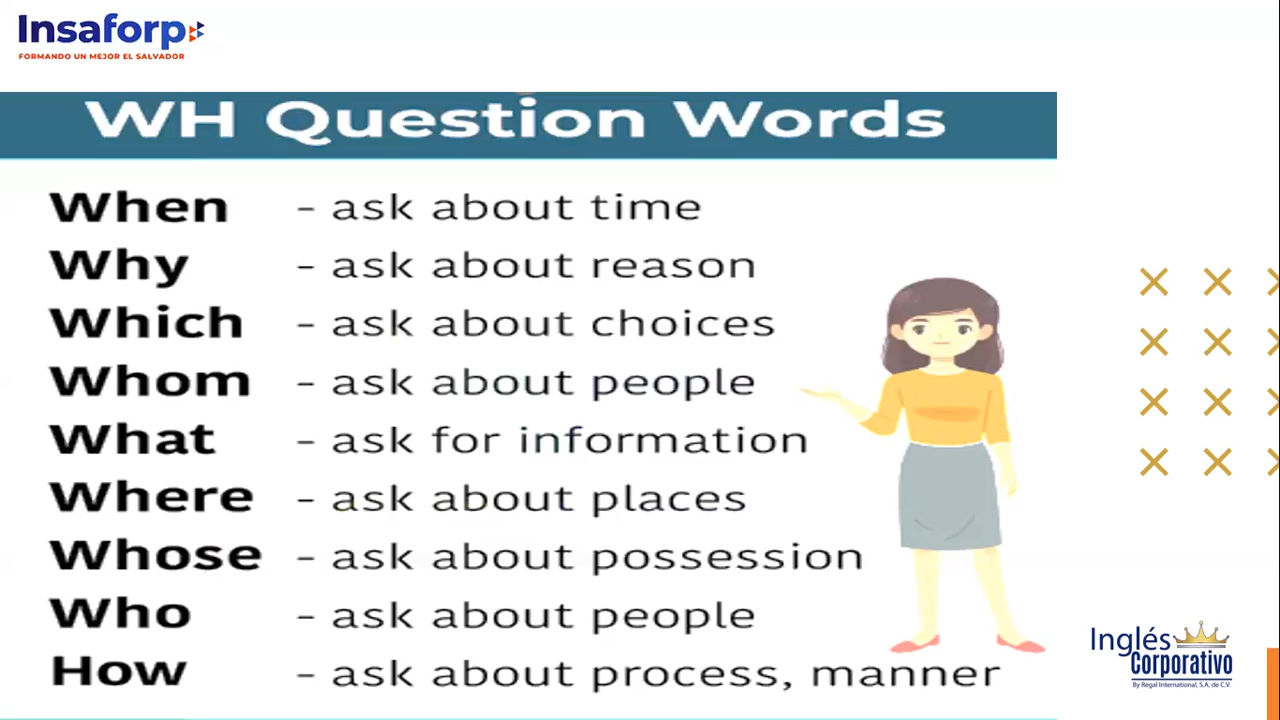 Insaforp
FORMANDO UN MEJOR EL SALVADOR
WH Question Words
When - ask about time
Why - ask about reason
Which - ask about choices
Whom - ask about people
What - ask for information
Where - ask about places
Whose - ask about possession
Who - ask about people
How - ask about process, manner
Inglés
Corporativo
By Regal International, S.A. de C.V.